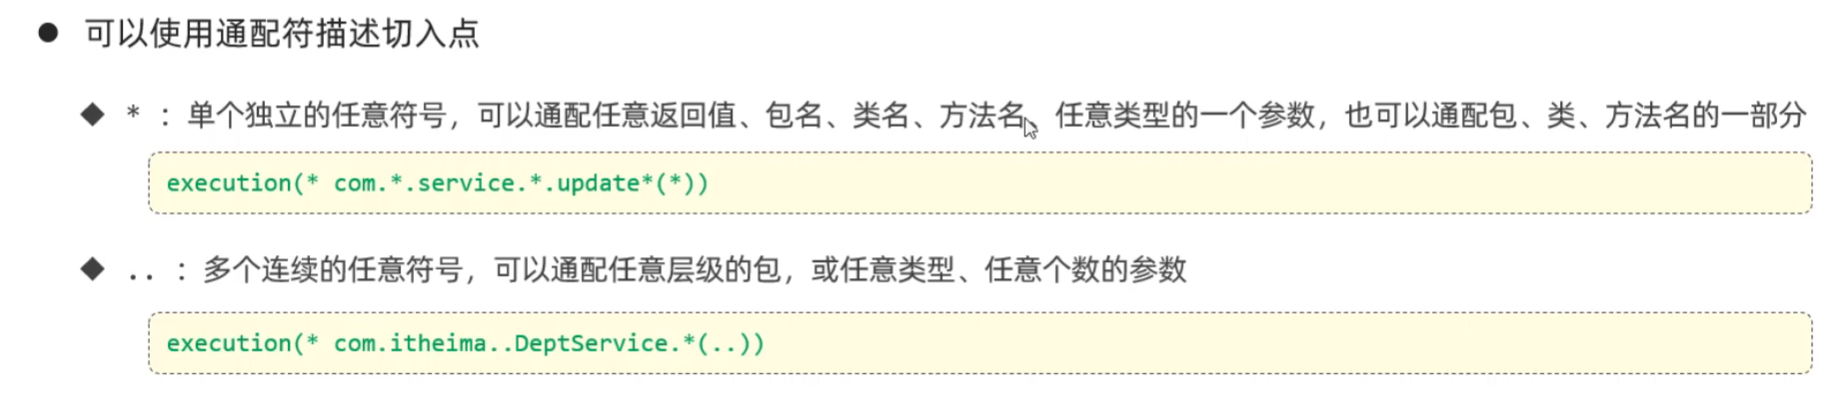 ● 可以使用通配符描述切入点
◆ * ：单个独立的任意符号，可以通配任意返回值、包名、类名、方法名、任意类型的一个参数，也可以通配包、类、方法名的一部分
execution(* com.*.service.*.update*(*))
◆ .. ：多个连续的任意符号，可以通配任意层级的包，或任意类型、任意个数的参数
execution(* com.itheima..DeptService.*(..))